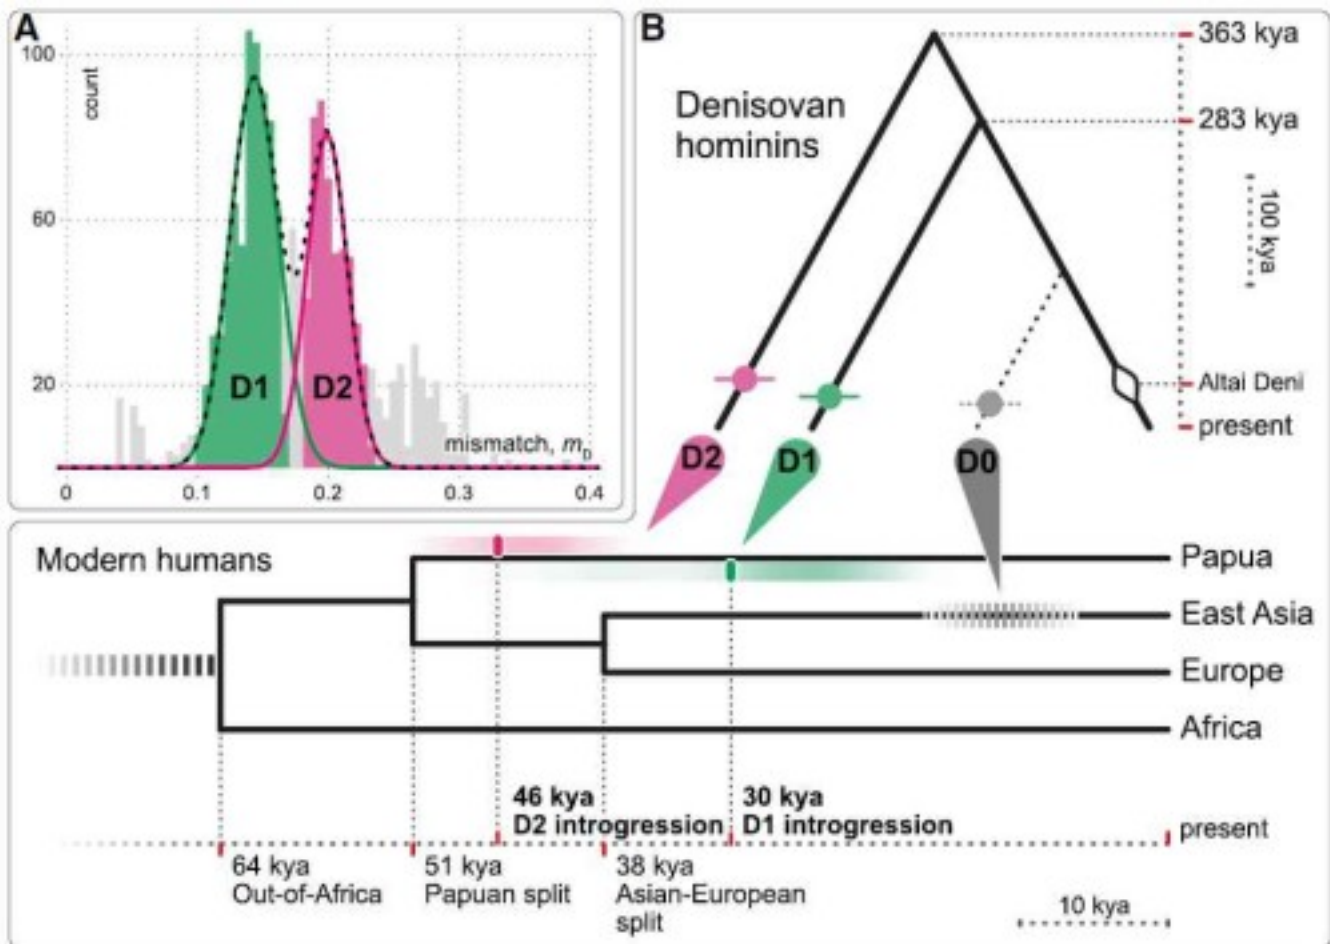 A
100
60
20
count
D1
D2
mismatch, mD
0
0.1
0.2
0.3
0.4
B
Denisovan
hominins
363 kya
283 kya
100 kya
Altai Deni
present
D2
D1
D0
Modern humans
Papua
East Asia
Europe
Africa
46 kya
D2 introgression
30 kya
D1 introgression
present
64 kya
Out-of-Africa
51 kya
Papuan split
38 kya
Asian-European
split
10 kya